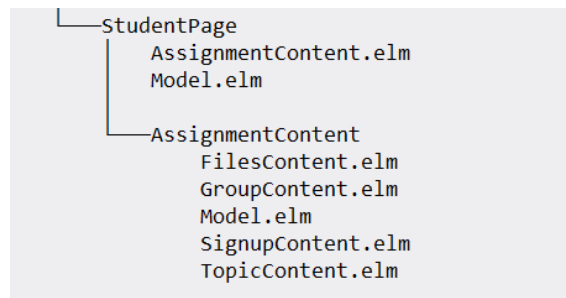 StudentPage
AssignmentContent.elm
Model.elm
AssignmentContent
FilesContent.elm
GroupContent.elm
Model.elm
SignupContent.elm
TopicContent.elm